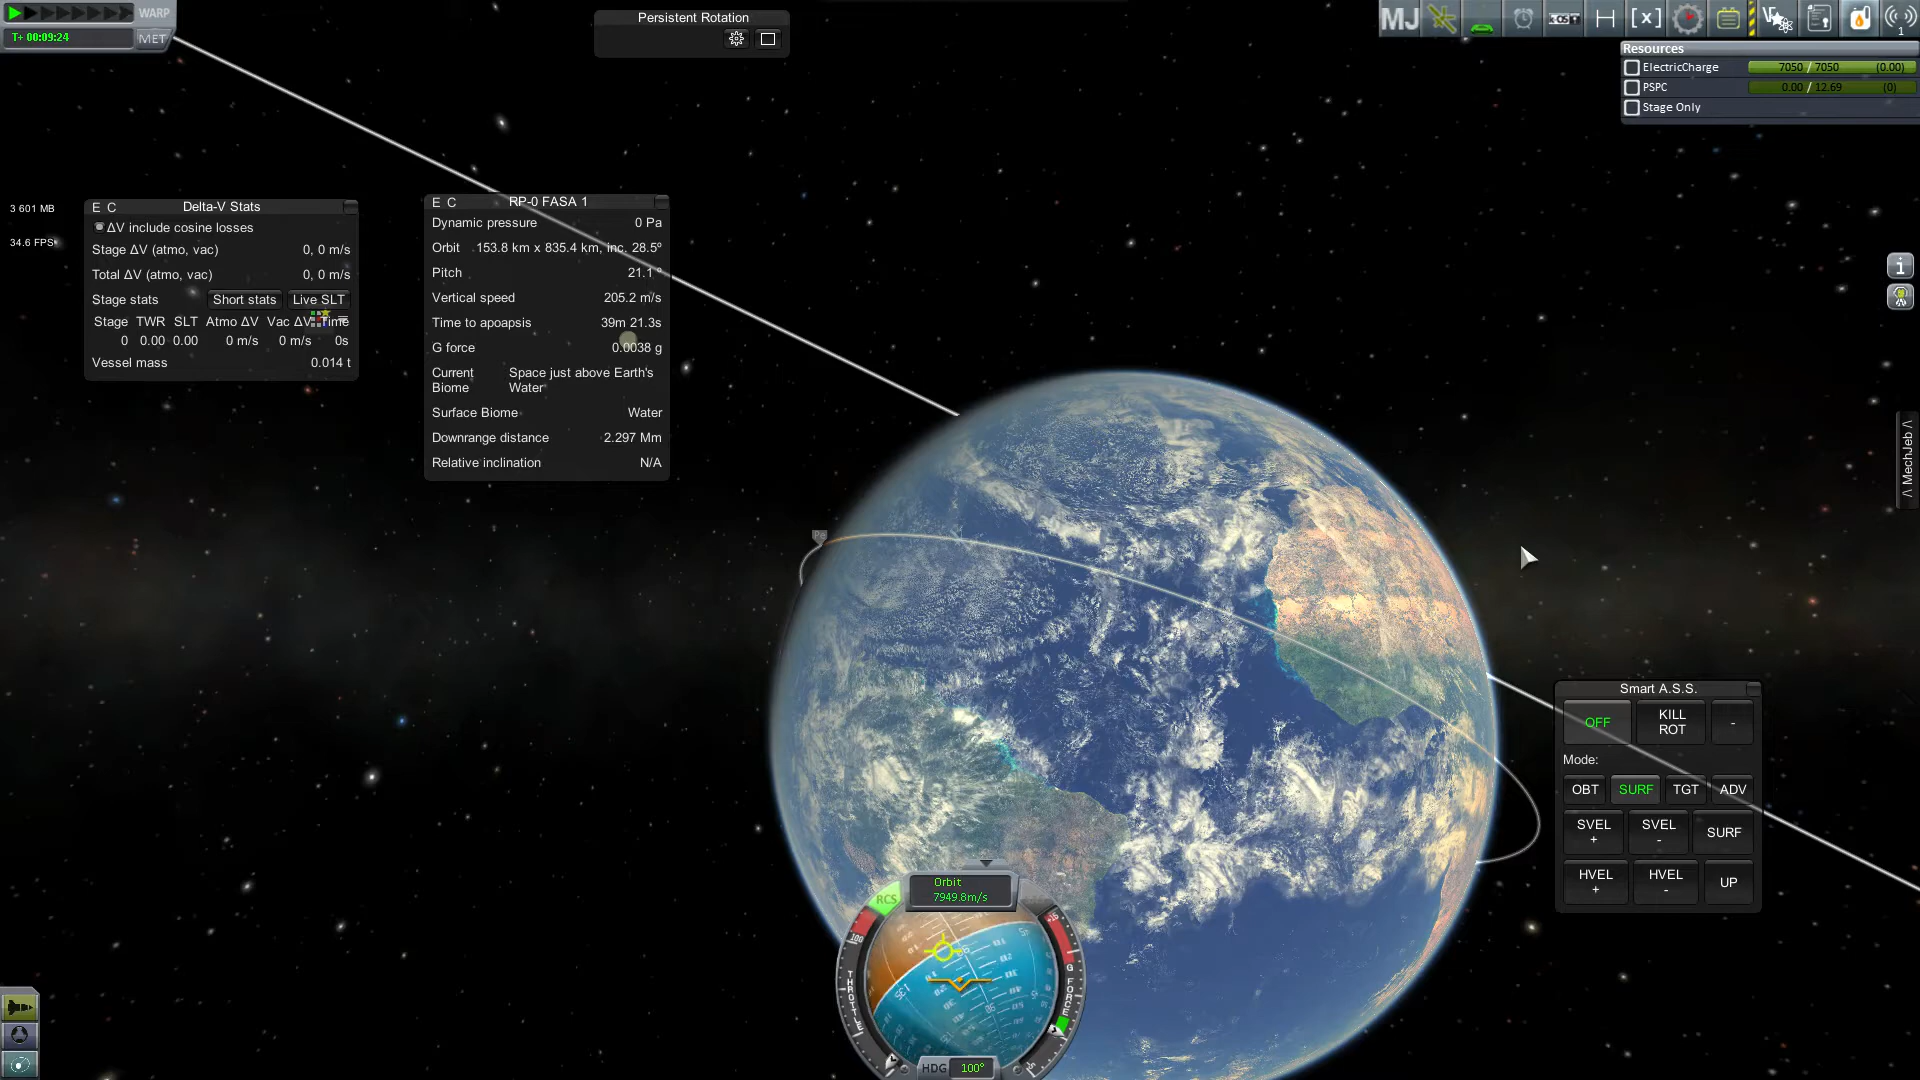 WARP
T+ 00:09:24
MET
Persistent Rotation
MJ
[x]
1
Resources
ElectricCharge 7050 / 7050 (0.00)
PSPC 0.00 / 12.69 (0)
Stage Only
3 601 MB
34.6 FPS
E C Delta-V Stats
ΔV include cosine losses
Stage ΔV (atmo, vac) 0, 0 m/s
Total ΔV (atmo, vac) 0, 0 m/s
Stage stats Short stats Live SLT
Stage TWR SLT Atmo ΔV Vac ΔV Time
0 0.00 0.00 0 m/s 0 m/s 0s
Vessel mass 0.014 t
E C RP-0 FASA 1
Dynamic pressure 0 Pa
Orbit 153.8 km x 835.4 km, inc. 28.5º
Pitch 21.1 º
Vertical speed 205.2 m/s
Time to apoapsis 39m 21.3s
G force 0.0038 g
Current Biome Space just above Earth's Water
Surface Biome Water
Downrange distance 2.297 Mm
Relative inclination N/A
/\ MechJeb /\
Pe
Smart A.S.S.
OFF KILL ROT -
Mode:
OBT SURF TGT ADV
SVEL + SVEL - SURF
HVEL + HVEL - UP
RCS
Orbit
7949.8m/s
100
THROTTLE
+15
G FORCE
HDG 100°